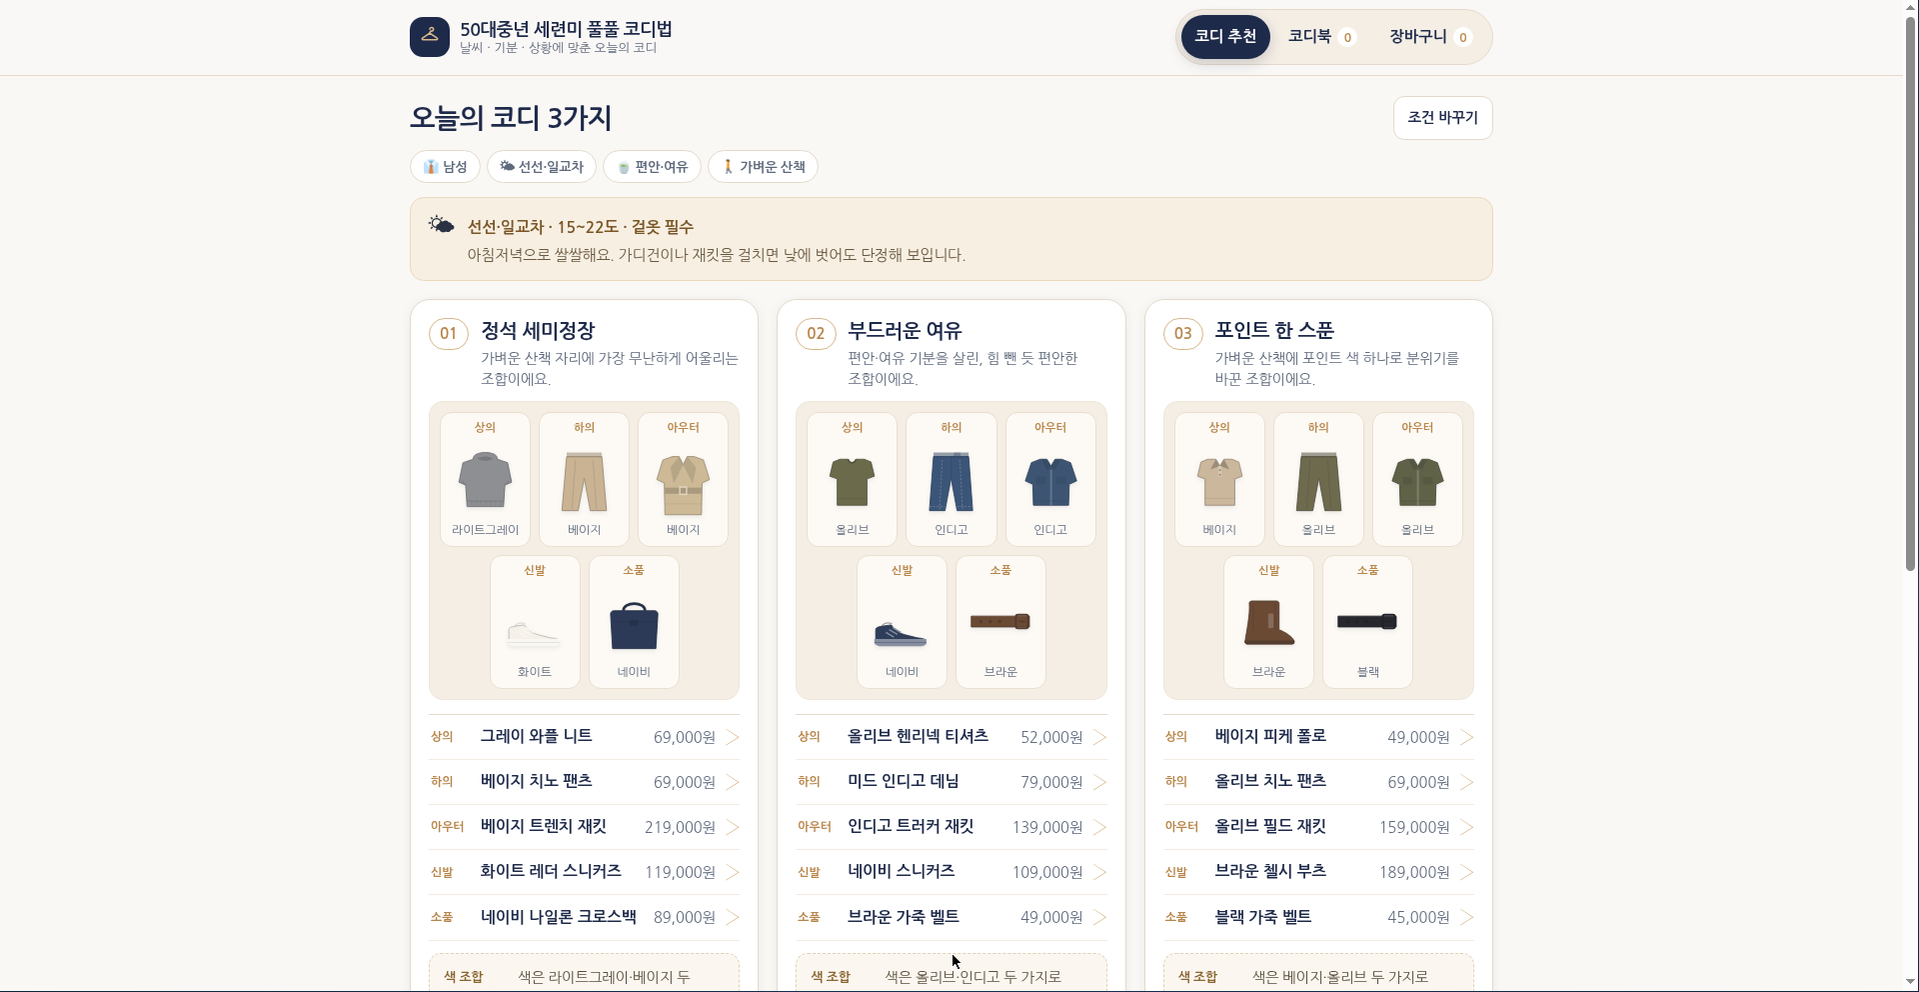 50대중년 세련미 풀풀 코디법
날씨 · 기분 · 상황에 맞춘 오늘의 코디
코디 추천
코디북 0
장바구니 0
오늘의 코디 3가지
조건 바꾸기
남성
선선·일교차
편안·여유
가벼운 산책
선선·일교차 · 15~22도 · 겉옷 필수
아침저녁으로 쌀쌀해요. 가디건이나 재킷을 걸치면 낮에 벗어도 단정해 보입니다.
01 정석 세미정장
가벼운 산책 자리에 가장 무난하게 어울리는
조합이에요.
상의
하의
아우터
라이트그레이
베이지
베이지
신발
소품
화이트
네이비
상의 그레이 와플 니트 69,000원
하의 베이지 치노 팬츠 69,000원
아우터 베이지 트렌치 재킷 219,000원
신발 화이트 레더 스니커즈 119,000원
소품 네이비 나일론 크로스백 89,000원
색 조합 색은 라이트그레이·베이지 두
02 부드러운 여유
편안·여유 기분을 살린, 힘 뺀 듯 편안한
조합이에요.
상의
하의
아우터
올리브
인디고
인디고
신발
소품
네이비
브라운
상의 올리브 헨리넥 티셔츠 52,000원
하의 미드 인디고 데님 79,000원
아우터 인디고 트러커 재킷 139,000원
신발 네이비 스니커즈 109,000원
소품 브라운 가죽 벨트 49,000원
색 조합 색은 올리브·인디고 두 가지로
03 포인트 한 스푼
가벼운 산책에 포인트 색 하나로 분위기를
바꾼 조합이에요.
상의
하의
아우터
베이지
올리브
올리브
신발
소품
브라운
블랙
상의 베이지 피케 폴로 49,000원
하의 올리브 치노 팬츠 69,000원
아우터 올리브 필드 재킷 159,000원
신발 브라운 첼시 부츠 189,000원
소품 블랙 가죽 벨트 45,000원
색 조합 색은 베이지·올리브 두 가지로